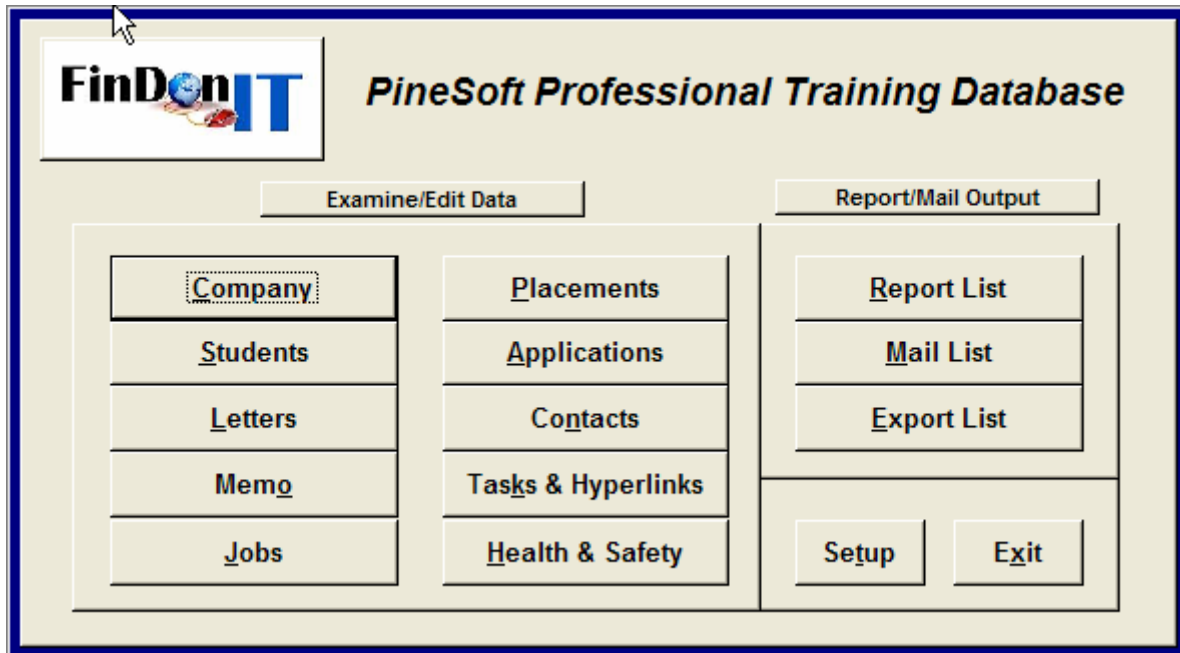 FinDonIT
PineSoft Professional Training Database
Examine/Edit Data
Report/Mail Output
Company
Placements
Report List
Students
Applications
Mail List
Letters
Contacts
Export List
Memo
Tasks & Hyperlinks
Jobs
Health & Safety
Setup
Exit